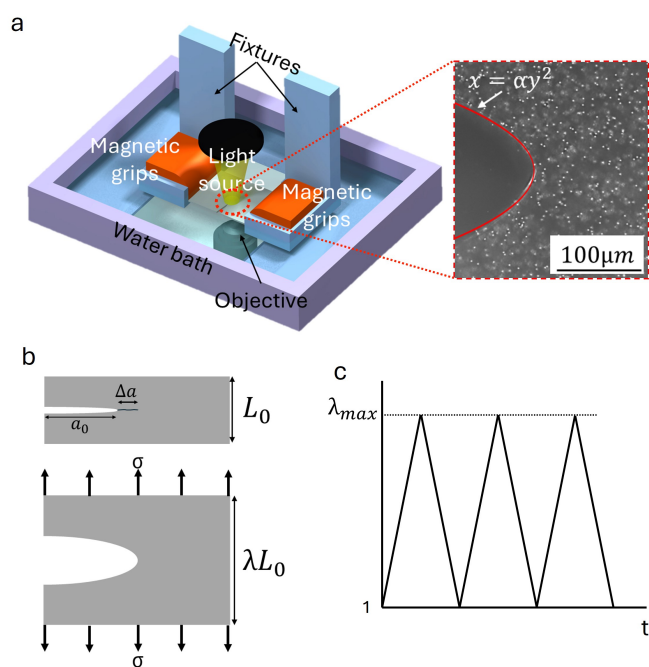 a
Fixtures
Magnetic
grips
Light
source
Magnetic
grips
Water bath
Objective
x = αy²
100μm
b
Δa
a₀
L₀
σ
λL₀
σ
c
λₘₐₓ
1
t